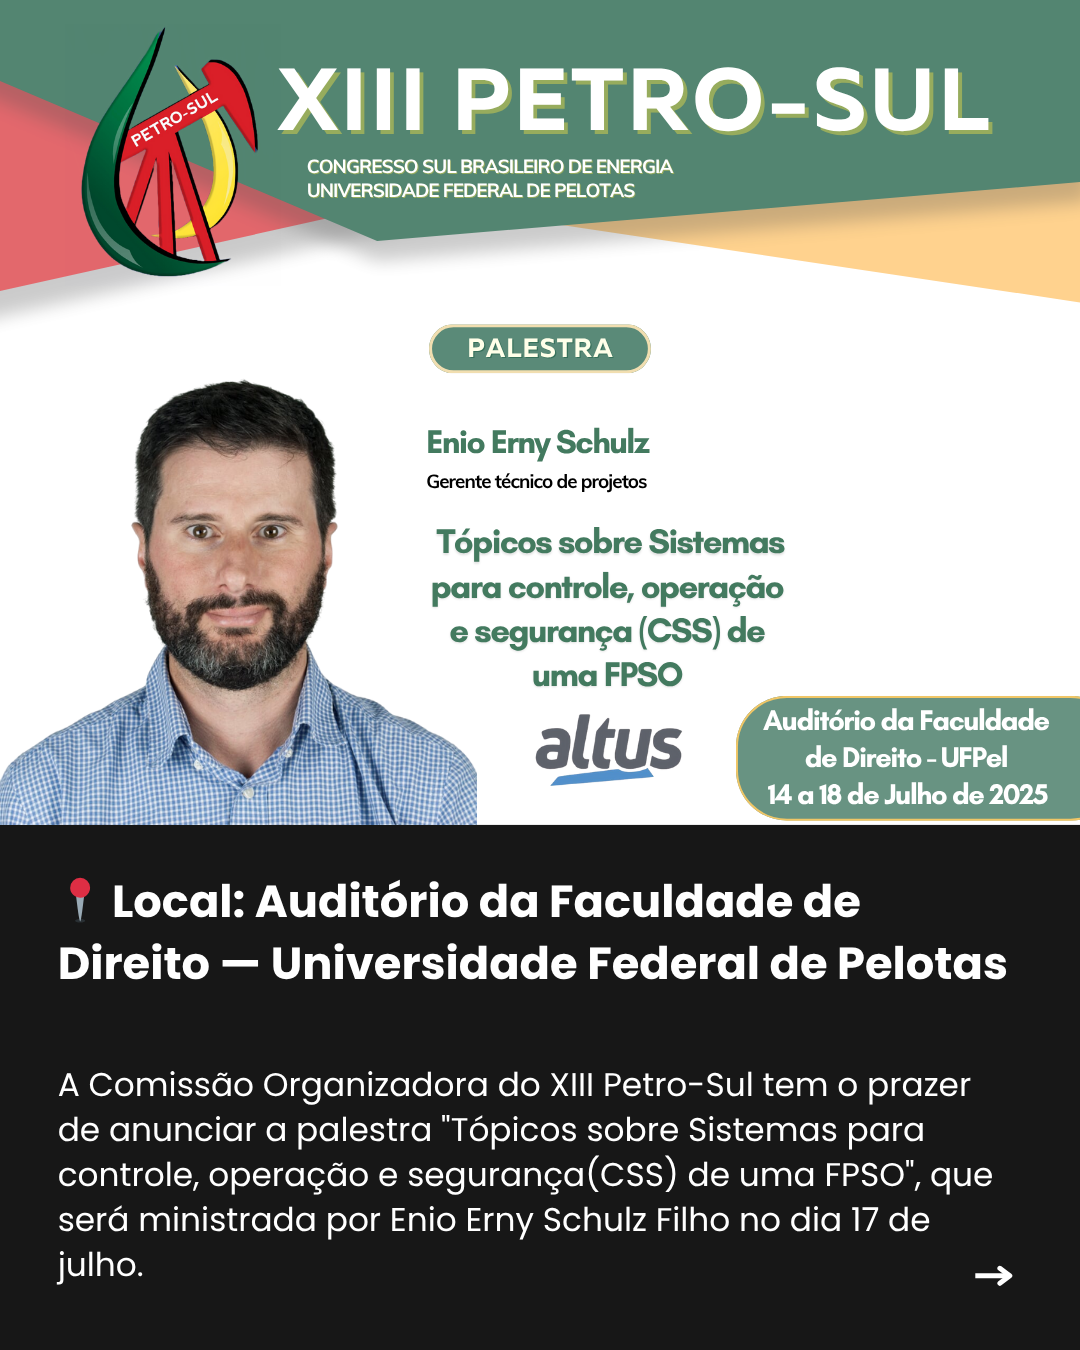 PETRO-SUL
XIII PETRO-SUL
CONGRESSO SUL BRASILEIRO DE ENERGIA
UNIVERSIDADE FEDERAL DE PELOTAS
PALESTRA
Enio Erny Schulz
Gerente técnico de projetos
Tópicos sobre Sistemas
para controle, operação
e segurança (CSS) de
uma FPSO
altus
Auditório da Faculdade
de Direito - UFPel
14 a 18 de Julho de 2025
📍 Local: Auditório da Faculdade de
Direito — Universidade Federal de Pelotas
A Comissão Organizadora do XIII Petro-Sul tem o prazer
de anunciar a palestra "Tópicos sobre Sistemas para
controle, operação e segurança(CSS) de uma FPSO", que
será ministrada por Enio Erny Schulz Filho no dia 17 de
julho.
→